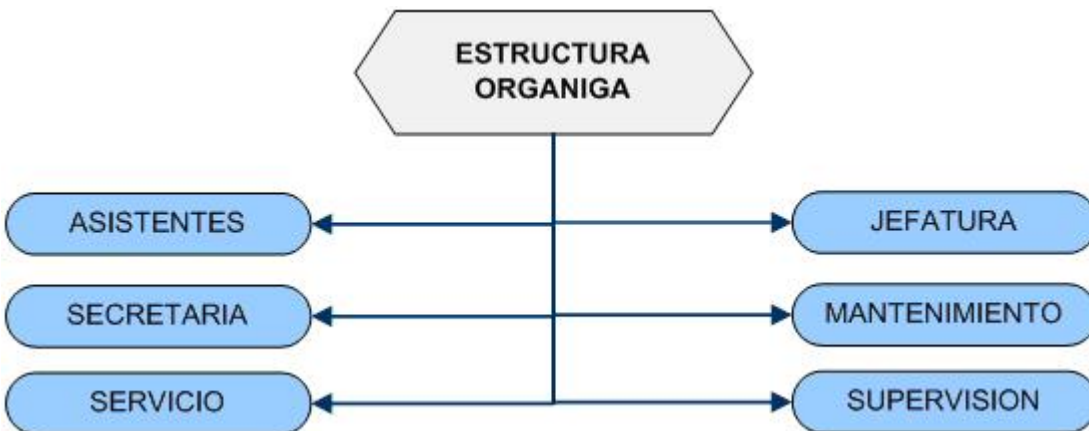 ESTRUCTURA
ORGANIGA
ASISTENTES
JEFATURA
SECRETARIA
MANTENIMIENTO
SERVICIO
SUPERVISION